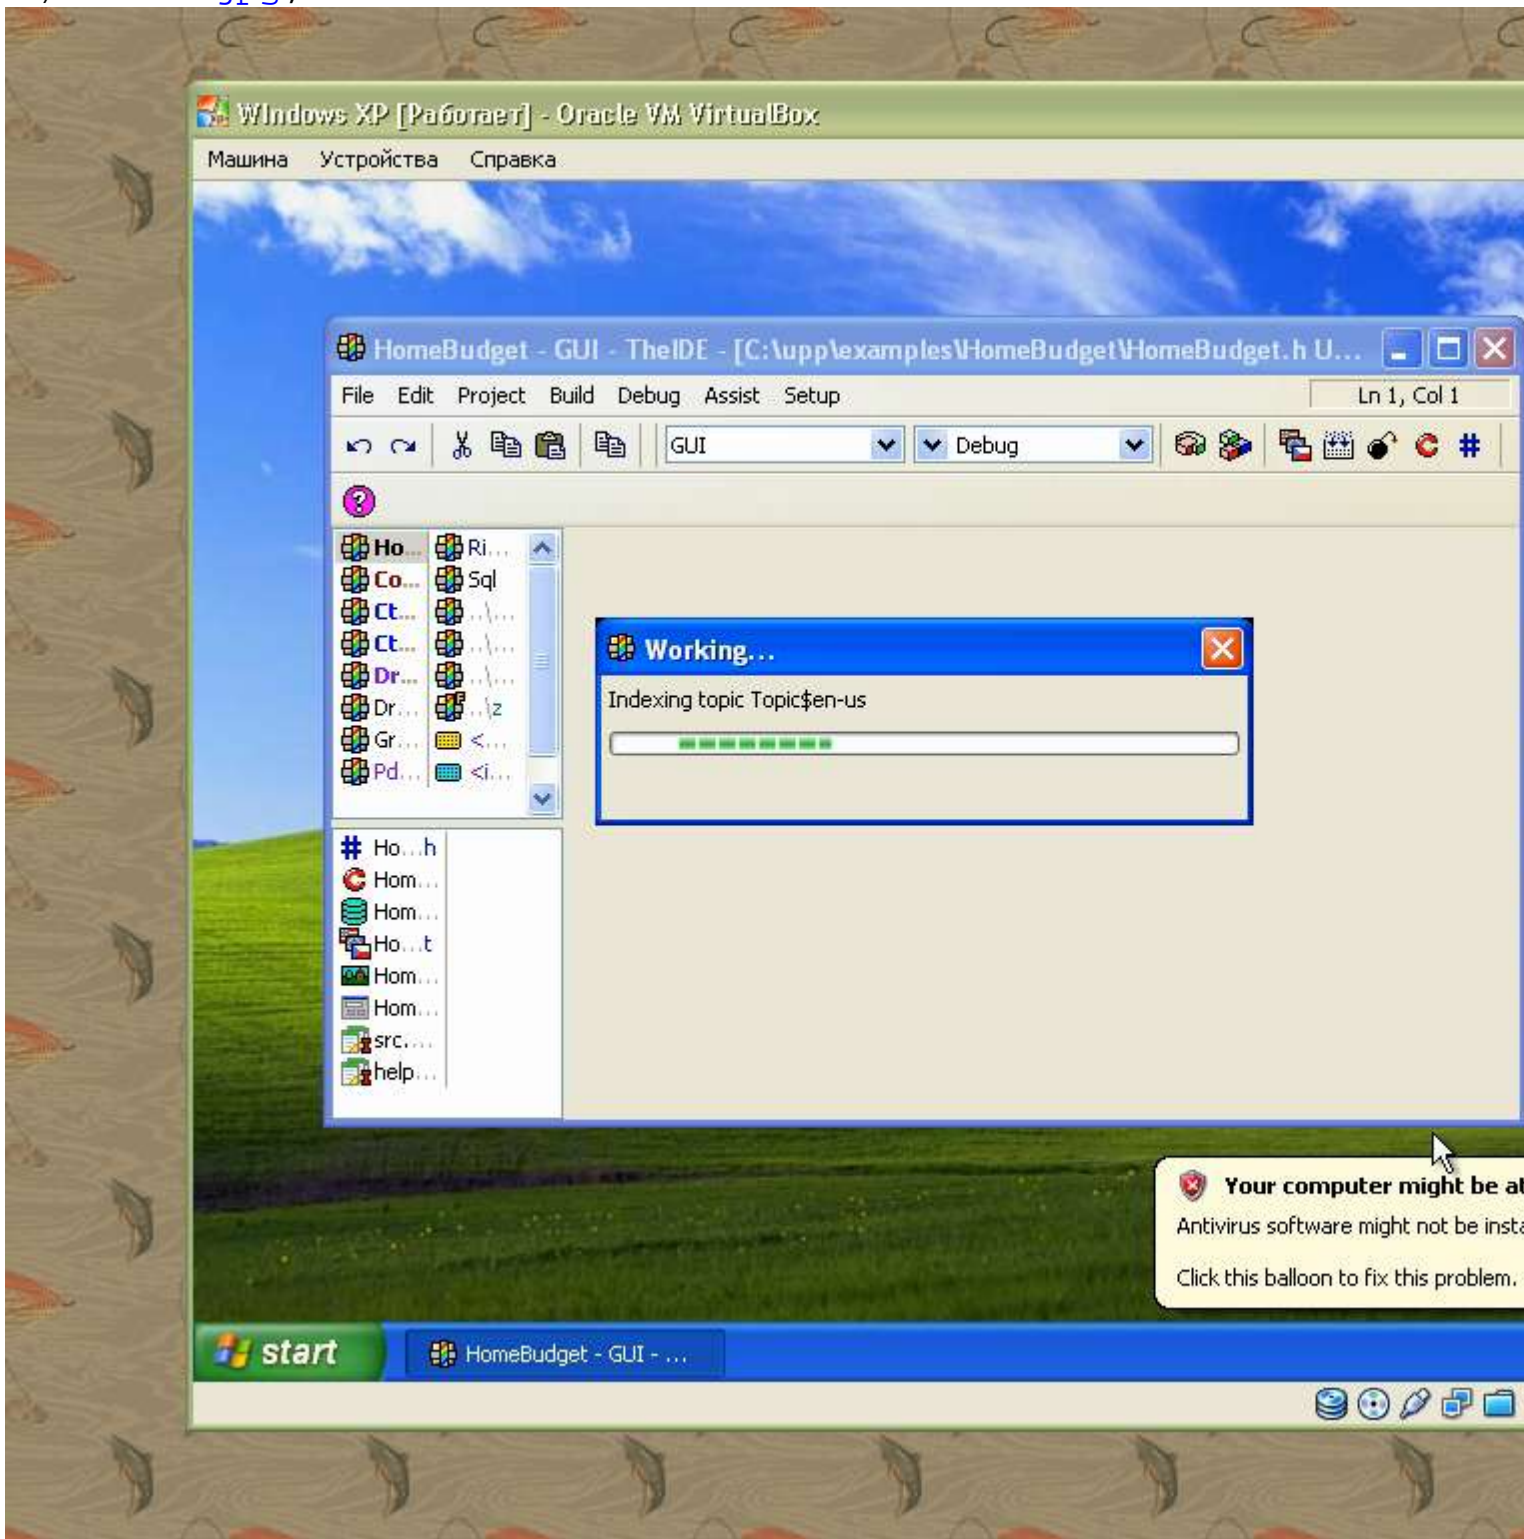 Windows XP [Работает] - Oracle VM VirtualBox
Машина Устройства Справка
HomeBudget - GUI - TheIDE - [C:\upp\examples\HomeBudget\HomeBudget.h U...
File Edit Project Build Debug Assist Setup Ln 1, Col 1
GUI Debug
Ho... Ri...
Co... Sql
Ct... ..\...
Ct... ..\...
Dr... ..\...
Dr... ..\z
Gr... <...
Pd... <i...
Working...
Indexing topic Topic$en-us
Ho...h
Hom...
Hom...
Ho...t
Hom...
Hom...
src....
help...
Your computer might be at
Antivirus software might not be insta
Click this balloon to fix this problem.
start HomeBudget - GUI - ...